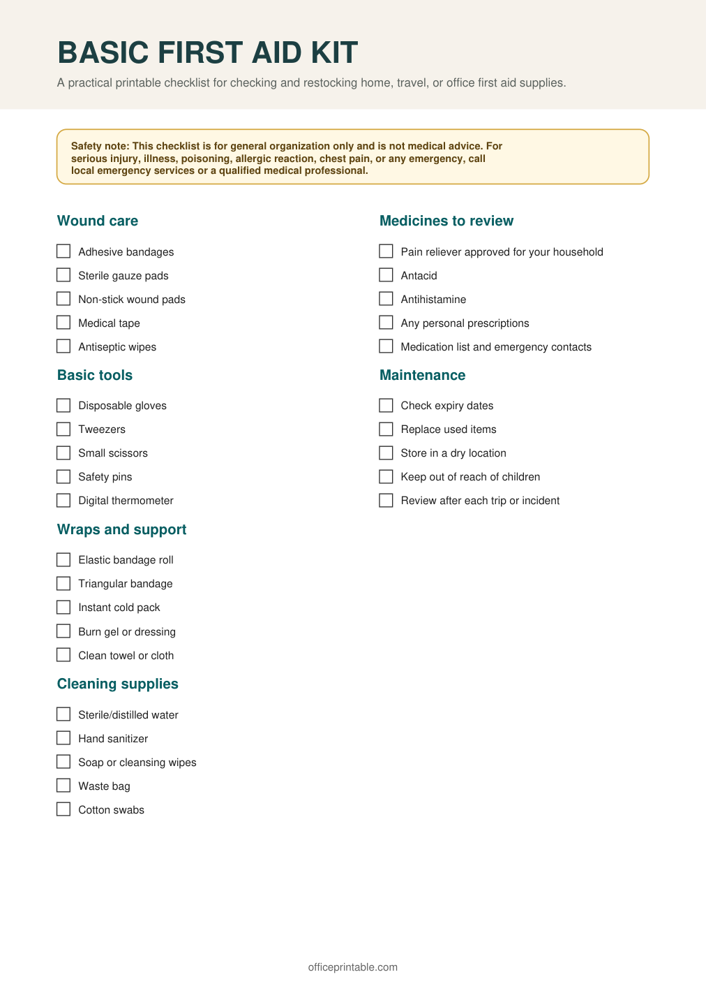 BASIC FIRST AID KIT
A practical printable checklist for checking and restocking home, travel, or office first aid supplies.
Safety note: This checklist is for general organization only and is not medical advice. For
serious injury, illness, poisoning, allergic reaction, chest pain, or any emergency, call
local emergency services or a qualified medical professional.
Wound care
Adhesive bandages
Sterile gauze pads
Non-stick wound pads
Medical tape
Antiseptic wipes
Basic tools
Disposable gloves
Tweezers
Small scissors
Safety pins
Digital thermometer
Wraps and support
Elastic bandage roll
Triangular bandage
Instant cold pack
Burn gel or dressing
Clean towel or cloth
Cleaning supplies
Sterile/distilled water
Hand sanitizer
Soap or cleansing wipes
Waste bag
Cotton swabs
Medicines to review
Pain reliever approved for your household
Antacid
Antihistamine
Any personal prescriptions
Medication list and emergency contacts
Maintenance
Check expiry dates
Replace used items
Store in a dry location
Keep out of reach of children
Review after each trip or incident
officeprintable.com